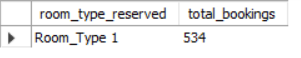 room_type_reserved total_bookings
Room_Type 1 534